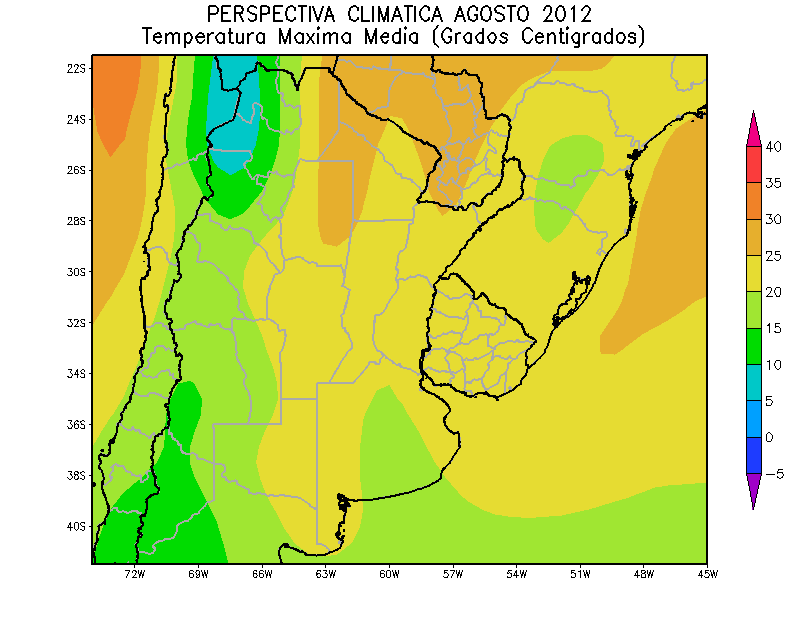 PERSPECTIVA CLIMATICA AGOSTO 2012
Temperatura Maxima Media (Grados Centigrados)
22S
24S
26S
28S
30S
32S
34S
36S
38S
40S
72W
69W
66W
63W
60W
57W
54W
51W
48W
45W
40
35
30
25
20
15
10
5
0
−5